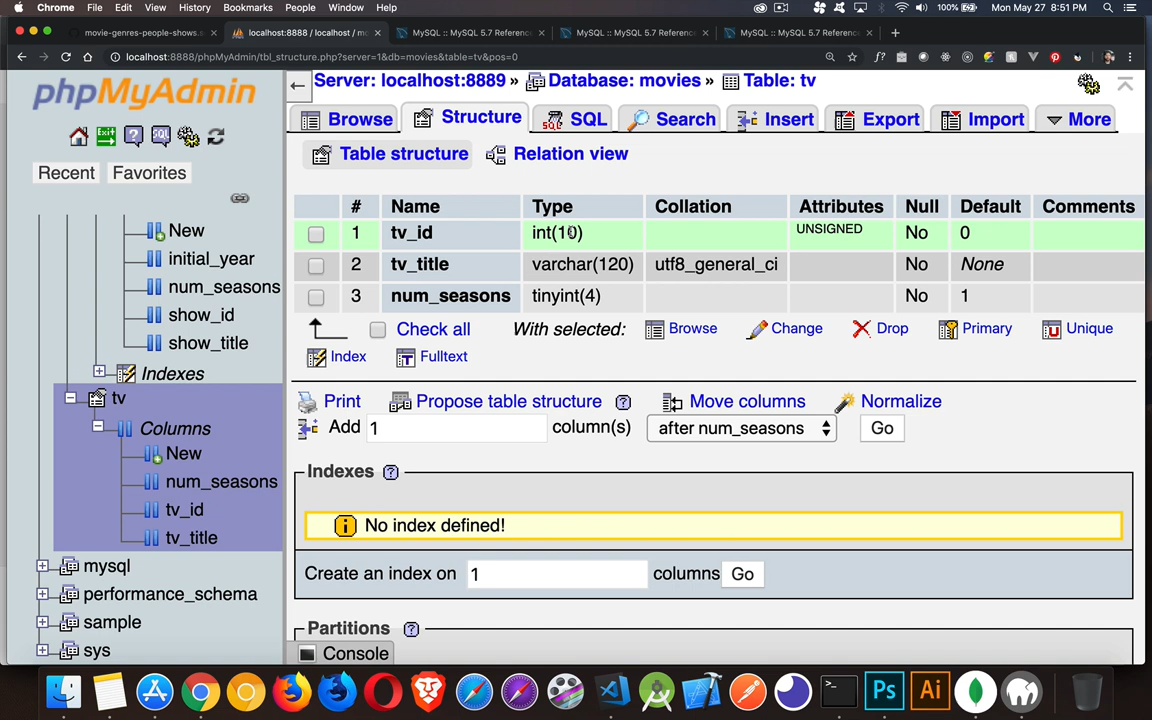 Chrome File Edit View History Bookmarks People Window Help 100% Mon May 27 8:51 PM
movie-genres-people-shows.s × localhost:8888 / localhost / mo × MySQL :: MySQL 5.7 Referenc × MySQL :: MySQL 5.7 Referenc × MySQL :: MySQL 5.7 Referenc × +
localhost:8888/phpMyAdmin/tbl_structure.php?server=1&db=movies&table=tv&pos=0
phpMyAdmin
Recent Favorites
New
initial_year
num_seasons
show_id
show_title
Indexes
tv
Columns
New
num_seasons
tv_id
tv_title
mysql
performance_schema
sample
sys
Server: localhost:8889 » Database: movies » Table: tv
Browse Structure SQL Search Insert Export Import More
Table structure Relation view
# Name Type Collation Attributes Null Default Comments
1 tv_id int(10) UNSIGNED No 0
2 tv_title varchar(120) utf8_general_ci No None
3 num_seasons tinyint(4) No 1
Check all With selected: Browse Change Drop Primary Unique
Index Fulltext
Print Propose table structure Move columns Normalize
Add 1 column(s) after num_seasons Go
Indexes
No index defined!
Create an index on 1 columns Go
Partitions
Console
Ps Ai